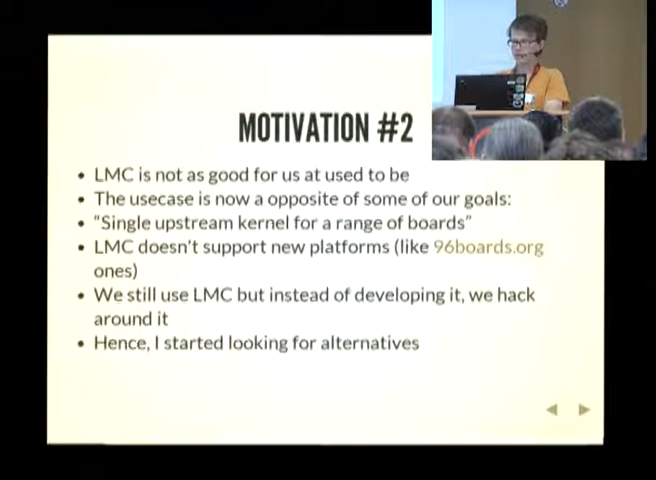 MOTIVATION #2
• LMC is not as good for us at used to be
• The usecase is now a opposite of some of our goals:
• “Single upstream kernel for a range of boards”
• LMC doesn't support new platforms (like 96boards.org
ones)
• We still use LMC but instead of developing it, we hack
around it
• Hence, I started looking for alternatives